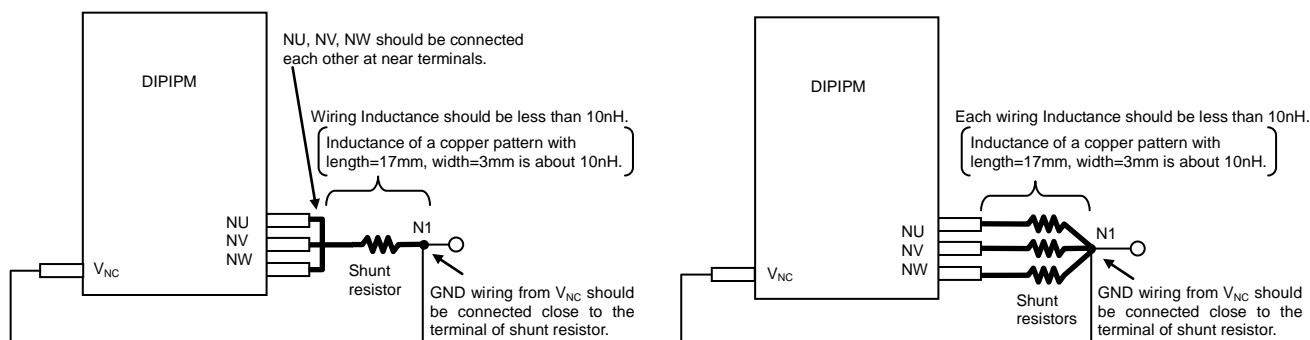 NU, NV, NW should be connected
each other at near terminals.
DIPIPM
Wiring Inductance should be less than 10nH.
Inductance of a copper pattern with
length=17mm, width=3mm is about 10nH.
NU
NV
NW
N1
VNC
Shunt
resistor
GND wiring from VNC should
be connected close to the
terminal of shunt resistor.
DIPIPM
Each wiring Inductance should be less than 10nH.
Inductance of a copper pattern with
length=17mm, width=3mm is about 10nH.
NU
NV
NW
N1
VNC
Shunt
resistors
GND wiring from VNC should
be connected close to the
terminal of shunt resistor.